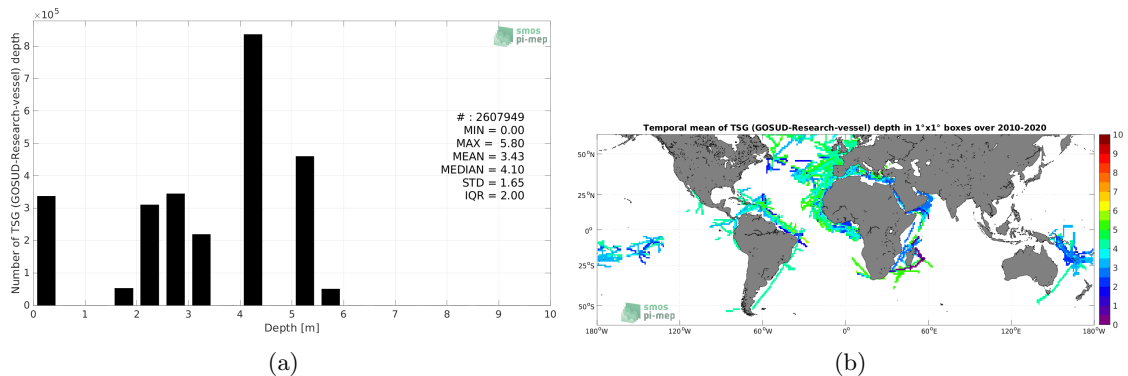 ×10⁵
8
7
6
5
4
3
2
1
0
Number of TSG (GOSUD-Research-vessel) depth
smos
pi-mep
# : 2607949
MIN = 0.00
MAX = 5.80
MEAN = 3.43
MEDIAN = 4.10
STD = 1.65
IQR = 2.00
0 1 2 3 4 5 6 7 8 9 10
Depth [m]
(a)
Temporal mean of TSG (GOSUD-Research-vessel) depth in 1°x1° boxes over 2010-2020
50°N
25°N
0°
25°S
50°S
smos
pi-mep
180°W 120°W 60°W 0° 60°E 120°E 180°W
10
9
8
7
6
5
4
3
2
1
0
(b)